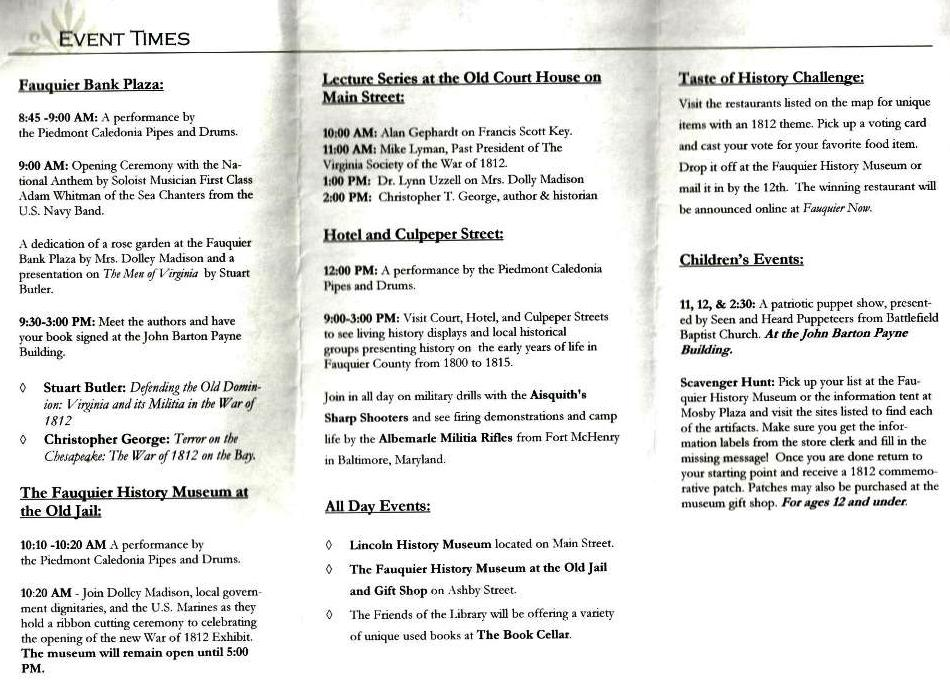 EVENT TIMES
Fauquier Bank Plaza:
8:45 -9:00 AM: A performance by
the Piedmont Caledonia Pipes and Drums.
9:00 AM: Opening Ceremony with the Na-
tional Anthem by Soloist Musician First Class
Adam Whitman of the Sea Chanters from the
U.S. Navy Band.
A dedication of a rose garden at the Fauquier
Bank Plaza by Mrs. Dolley Madison and a
presentation on The Men of Virginia by Stuart
Butler.
9:30-3:00 PM: Meet the authors and have
your book signed at the John Barton Payne
Building.
◊ Stuart Butler: Defending the Old Domin-
ion: Virginia and its Militia in the War of
1812
◊ Christopher George: Terror on the
Chesapeake: The War of 1812 on the Bay.
The Fauquier History Museum at
the Old Jail:
10:10 -10:20 AM A performance by
the Piedmont Caledonia Pipes and Drums.
10:20 AM - Join Dolley Madison, local govern-
ment dignitaries, and the U.S. Marines as they
hold a ribbon cutting ceremony to celebrating
the opening of the new War of 1812 Exhibit.
The museum will remain open until 5:00
PM.
Lecture Series at the Old Court House on
Main Street:
10:00 AM: Alan Gephardt on Francis Scott Key.
11:00 AM: Mike Lyman, Past President of The
Virginia Society of the War of 1812.
1:00 PM: Dr. Lynn Uzzell on Mrs. Dolly Madison
2:00 PM: Christopher T. George, author & historian
Hotel and Culpeper Street:
12:00 PM: A performance by the Piedmont Caledonia
Pipes and Drums.
9:00-3:00 PM: Visit Court, Hotel, and Culpeper Streets
to see living history displays and local historical
groups presenting history on the early years of life in
Fauquier County from 1800 to 1815.
Join in all day on military drills with the Aisquith's
Sharp Shooters and see firing demonstrations and camp
life by the Albemarle Militia Rifles from Fort McHenry
in Baltimore, Maryland.
All Day Events:
◊ Lincoln History Museum located on Main Street.
◊ The Fauquier History Museum at the Old Jail
and Gift Shop on Ashby Street.
◊ The Friends of the Library will be offering a variety
of unique used books at The Book Cellar.
Taste of History Challenge:
Visit the restaurants listed on the map for unique
items with an 1812 theme. Pick up a voting card
and cast your vote for your favorite food item.
Drop it off at the Fauquier History Museum or
mail it in by the 12th. The winning restaurant will
be announced online at Fauquier Now.
Children's Events:
11, 12, & 2:30: A patriotic puppet show, present-
ed by Seen and Heard Puppeteers from Battlefield
Baptist Church. At the John Barton Payne
Building.
Scavenger Hunt: Pick up your list at the Fau-
quier History Museum or the information tent at
Mosby Plaza and visit the sites listed to find each
of the artifacts. Make sure you get the infor-
mation labels from the store clerk and fill in the
missing message! Once you are done return to
your starting point and receive a 1812 commemo-
rative patch. Patches may also be purchased at the
museum gift shop. For ages 12 and under.